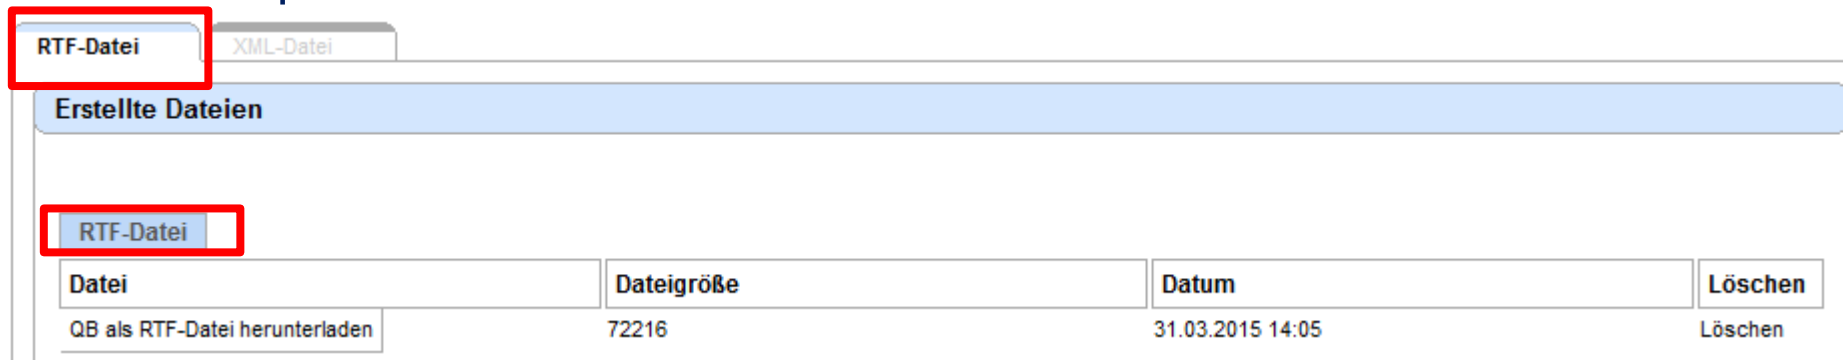 RTF-Datei XML-Datei
Erstellte Dateien
RTF-Datei
Datei Dateigröße Datum Löschen
QB als RTF-Datei herunterladen 72216 31.03.2015 14:05 Löschen